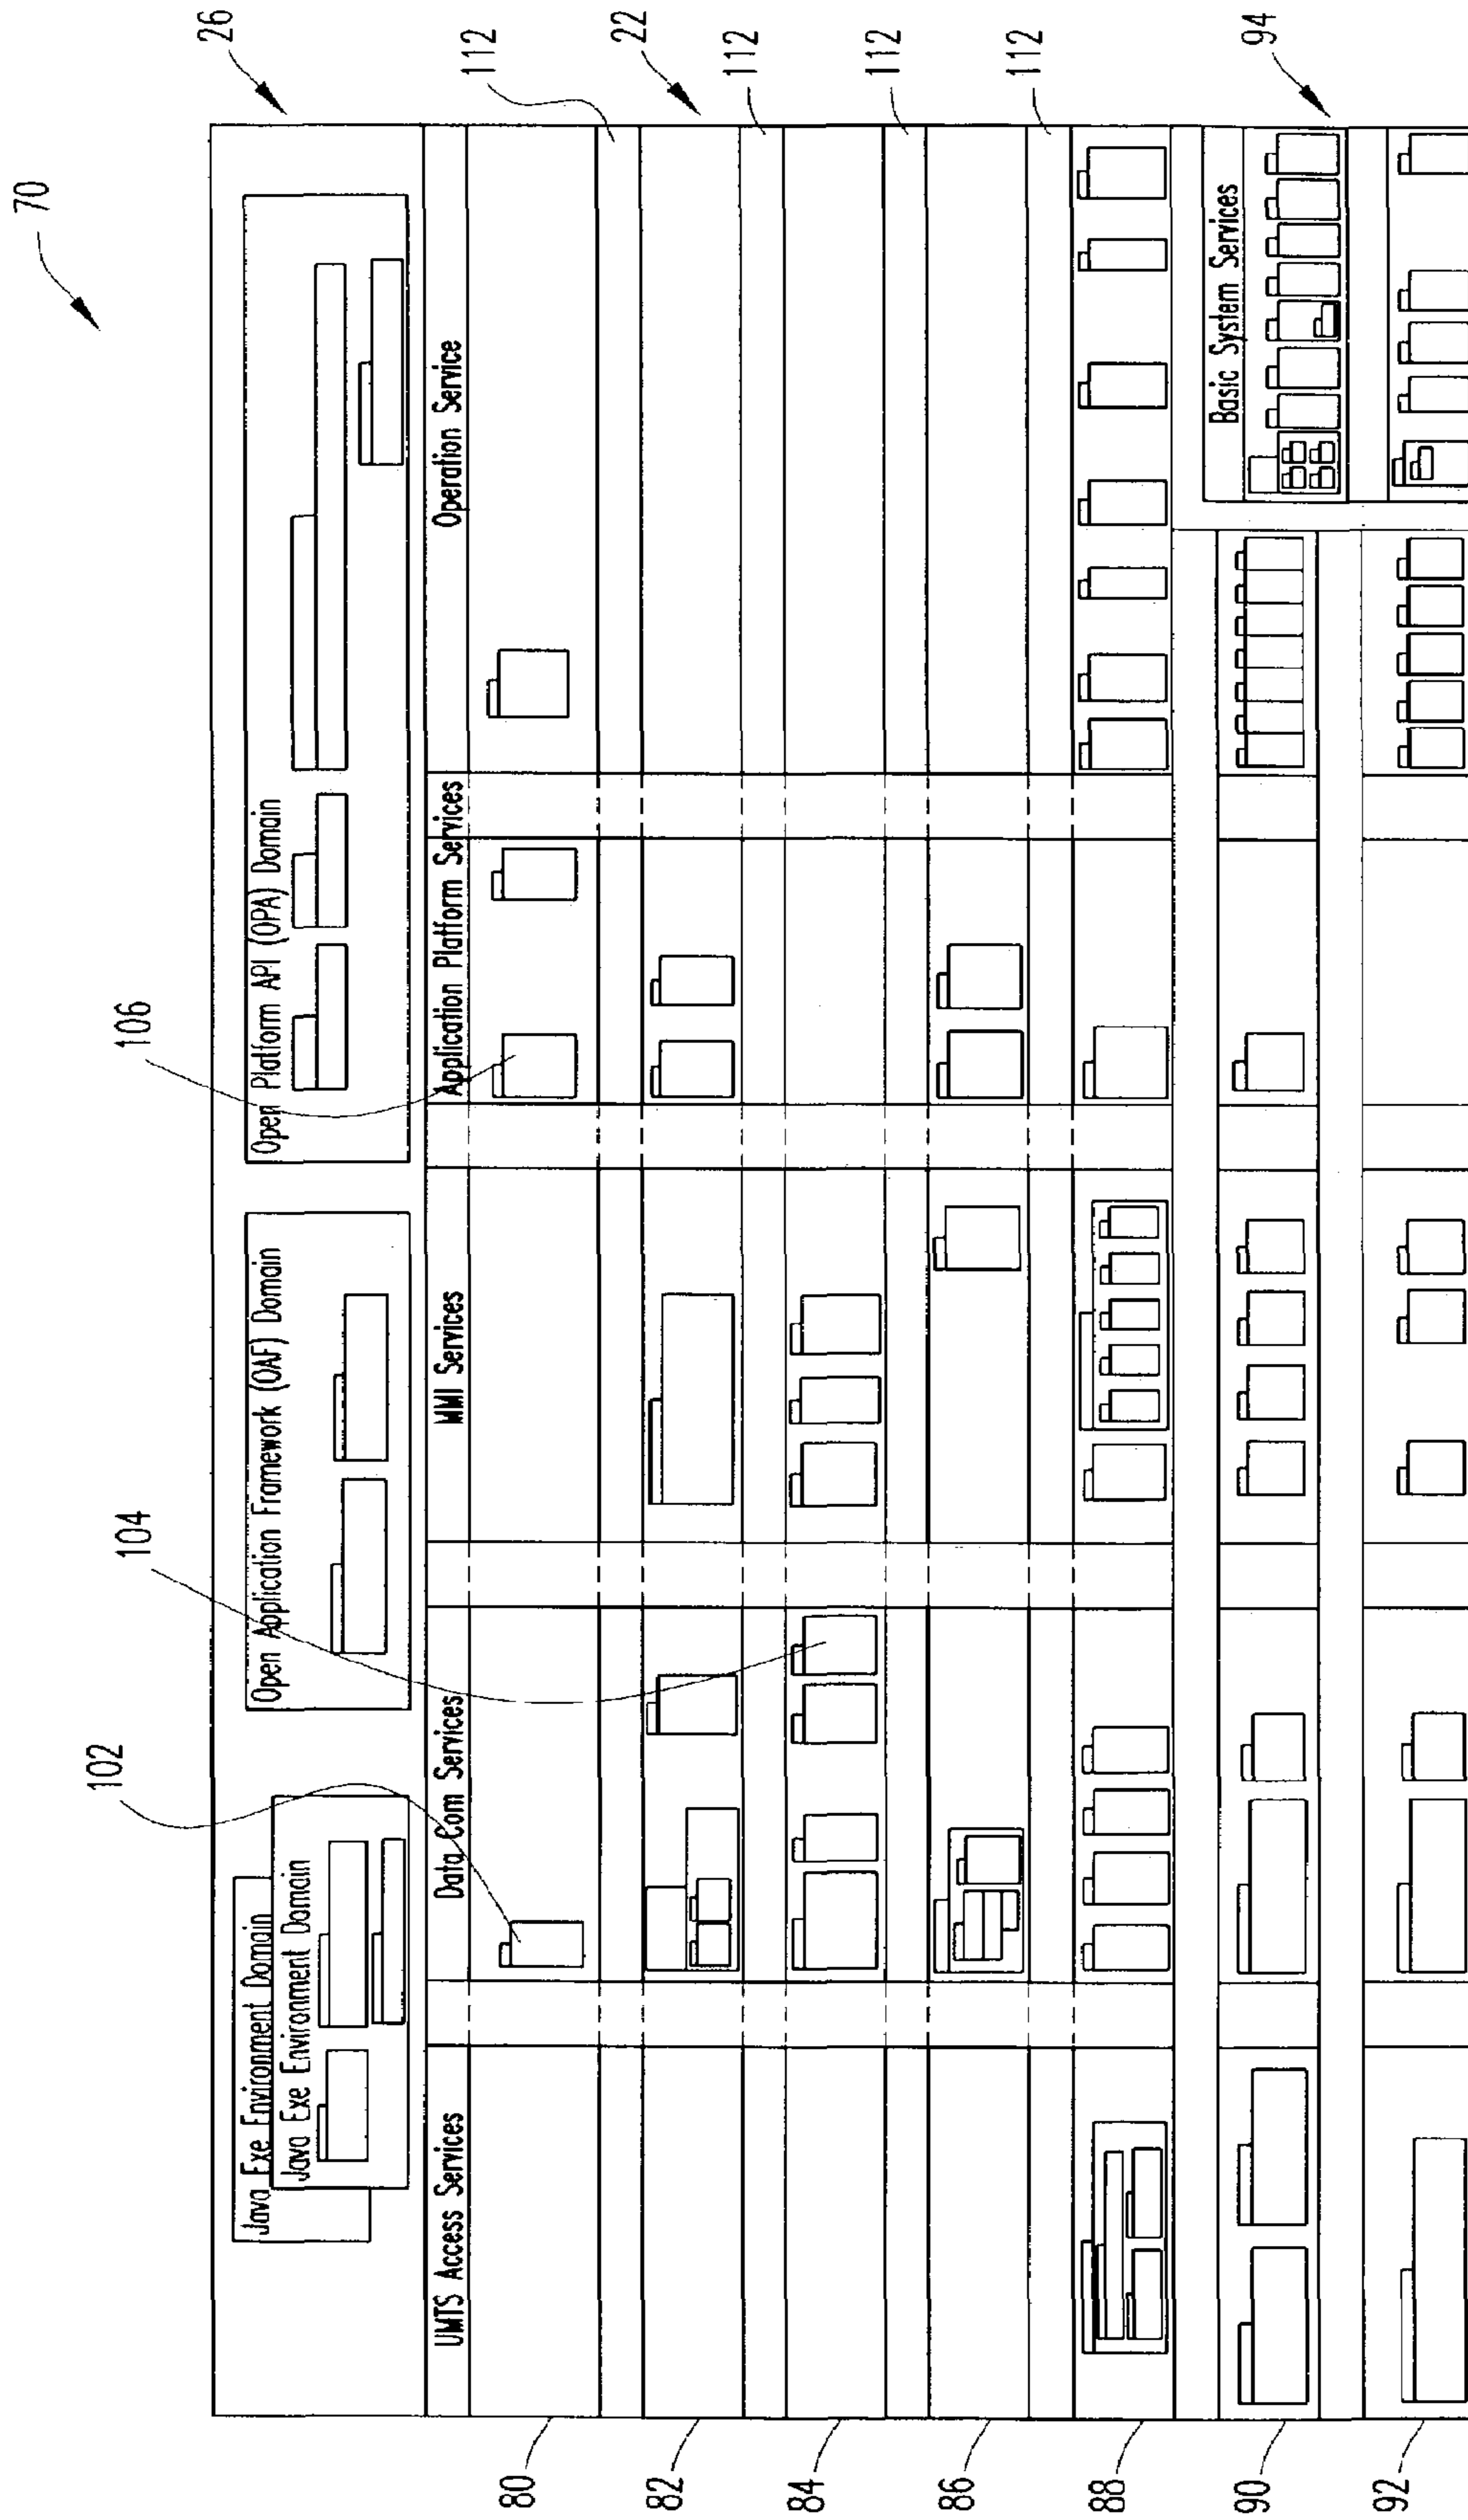 70
26
112
22
112
112
112
94
106
104
102
Java Exe Environment Domain
Java Exe Environment Domain
Open Application Framework (OAF) Domain
Open Platform API (OPA) Domain
UMTS Access Services
Data Com Services
MMI Services
Application Platform Services
Operation Service
Basic System Services
80
82
84
86
88
90
92